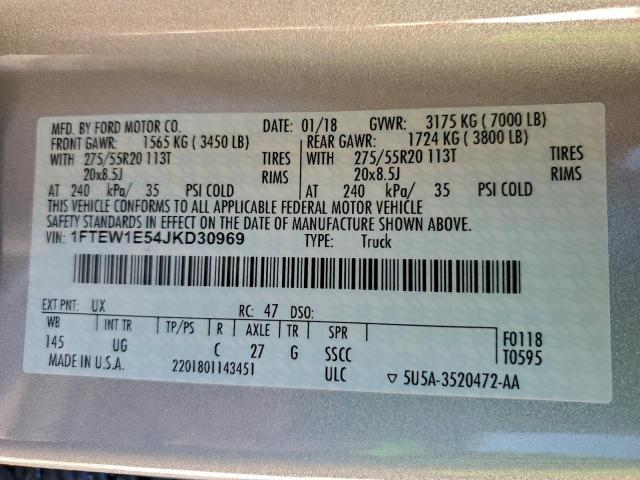 MFD. BY FORD MOTOR CO. DATE: 01/18 GVWR: 3175 KG ( 7000 LB)
FRONT GAWR: 1565 KG ( 3450 LB) REAR GAWR: 1724 KG ( 3800 LB)
WITH 275/55R20 113T TIRES WITH 275/55R20 113T TIRES
20x8.5J RIMS 20x8.5J RIMS
AT 240 kPa/ 35 PSI COLD AT 240 kPa/ 35 PSI COLD
THIS VEHICLE CONFORMS TO ALL APPLICABLE FEDERAL MOTOR VEHICLE
SAFETY STANDARDS IN EFFECT ON THE DATE OF MANUFACTURE SHOWN ABOVE.
VIN: 1FTEW1E54JKD30969 TYPE: Truck
EXT PNT: UX RC: 47 DSO:
WB INT TR TP/PS R AXLE TR SPR F0118
145 UG C 27 G SSCC T0595
MADE IN U.S.A. 2201801143451 ULC ▽ 5U5A-3520472-AA